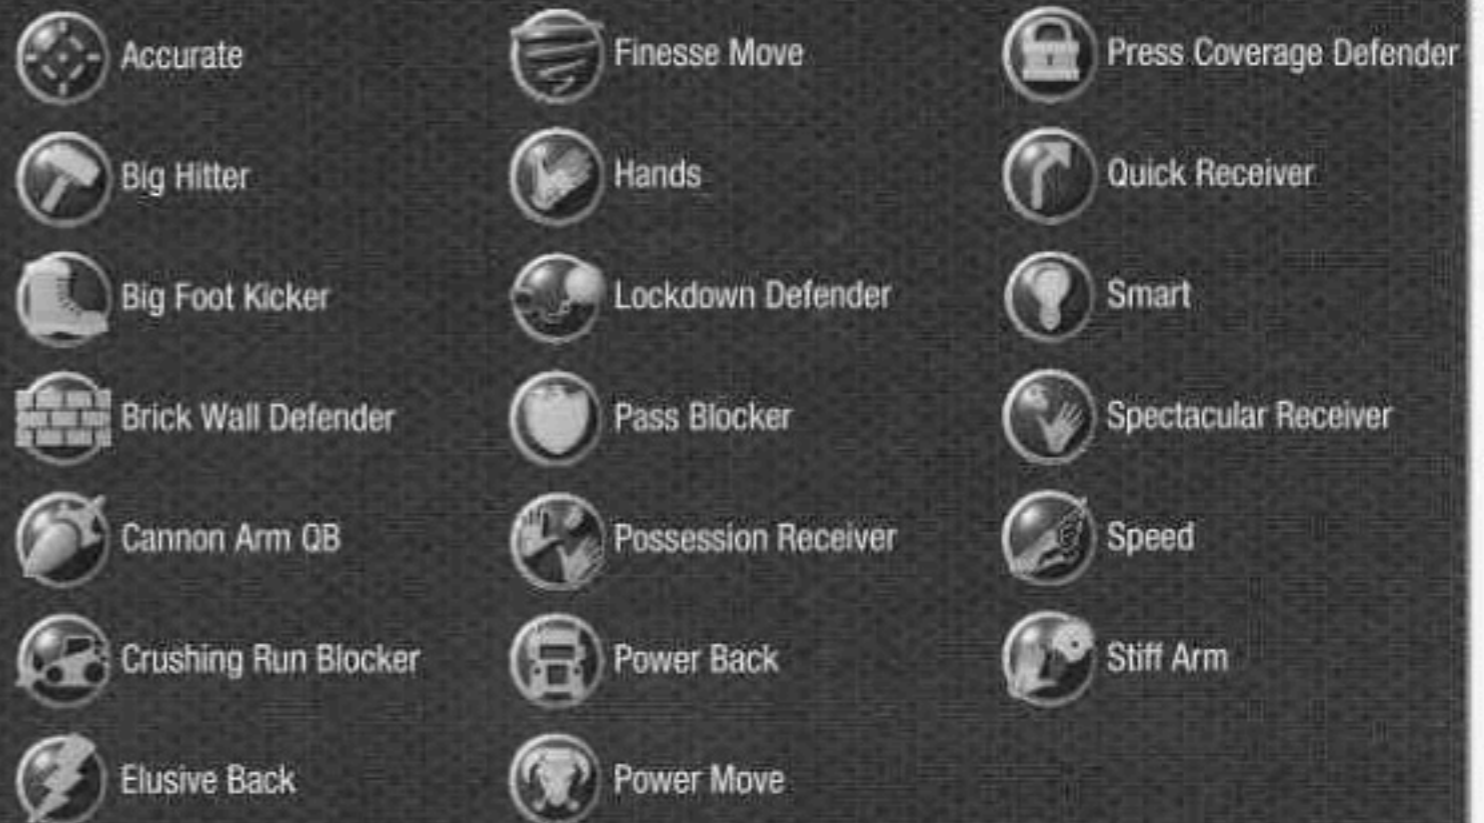 Accurate
Big Hitter
Big Foot Kicker
Brick Wall Defender
Cannon Arm QB
Crushing Run Blocker
Elusive Back
Finesse Move
Hands
Lockdown Defender
Pass Blocker
Possession Receiver
Power Back
Power Move
Press Coverage Defender
Quick Receiver
Smart
Spectacular Receiver
Speed
Stiff Arm